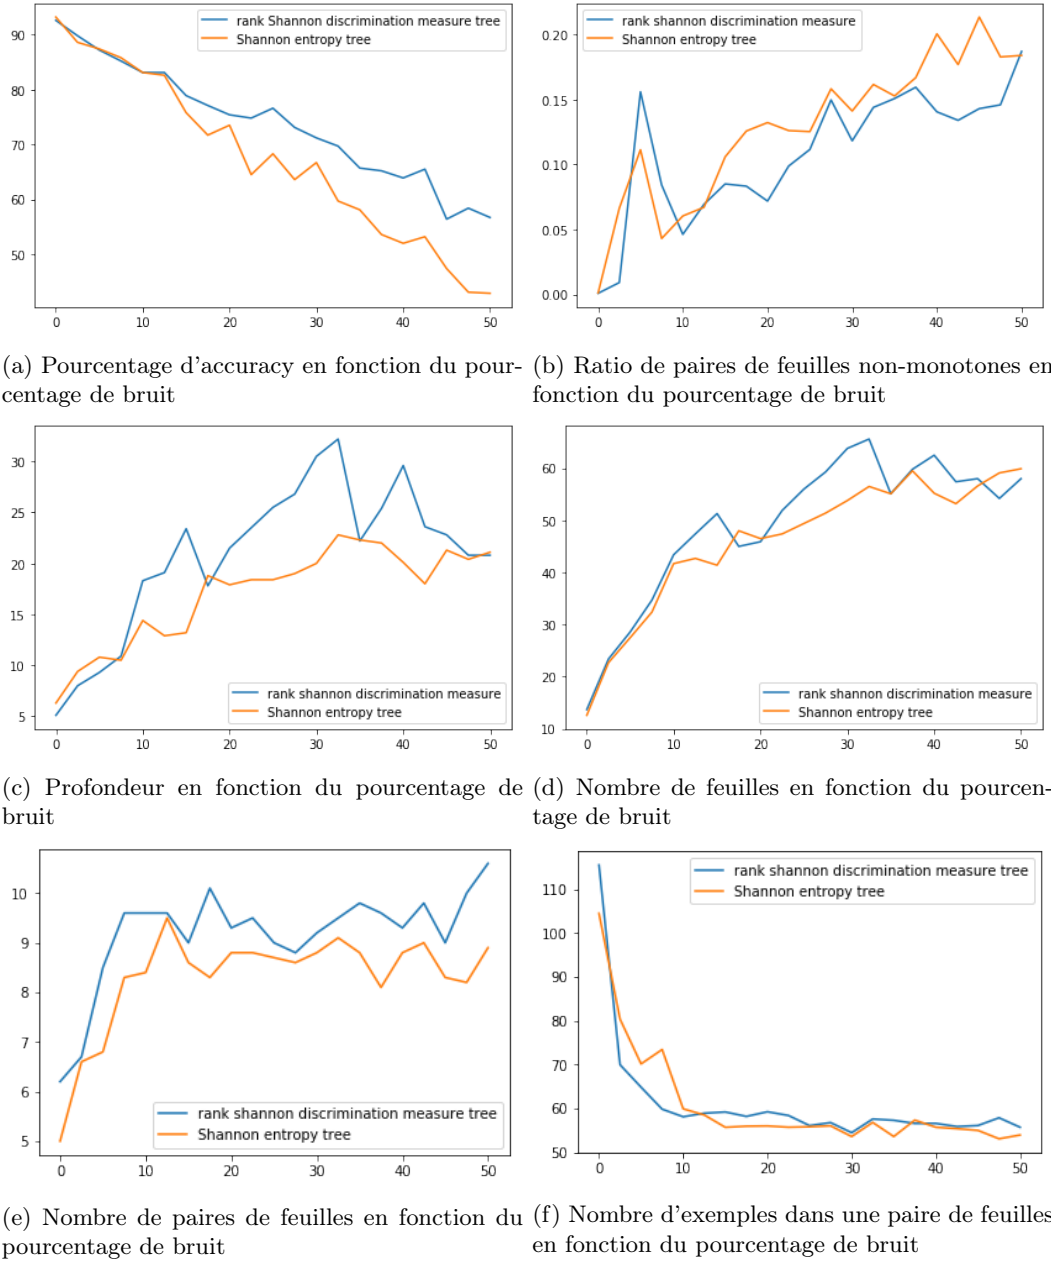 rank Shannon discrimination measure tree
Shannon entropy tree
90
80
70
60
50
0 10 20 30 40 50
(a) Pourcentage d'accuracy en fonction du pour-
centage de bruit
rank shannon discrimination measure
Shannon entropy tree
0.20
0.15
0.10
0.05
0.00
0 10 20 30 40 50
(b) Ratio de paires de feuilles non-monotones en
fonction du pourcentage de bruit
30
25
20
15
10
5
rank shannon discrimination measure
Shannon entropy tree
0 10 20 30 40 50
(c) Profondeur en fonction du pourcentage de
bruit
60
50
40
30
20
10
rank shannon discrimination measure
Shannon entropy tree
0 10 20 30 40 50
(d) Nombre de feuilles en fonction du pourcen-
tage de bruit
10
9
8
7
6
5
rank shannon discrimination measure tree
Shannon entropy tree
0 10 20 30 40 50
(e) Nombre de paires de feuilles en fonction du
pourcentage de bruit
rank shannon discrimination measure tree
Shannon entropy tree
110
100
90
80
70
60
50
0 10 20 30 40 50
(f) Nombre d'exemples dans une paire de feuilles
en fonction du pourcentage de bruit